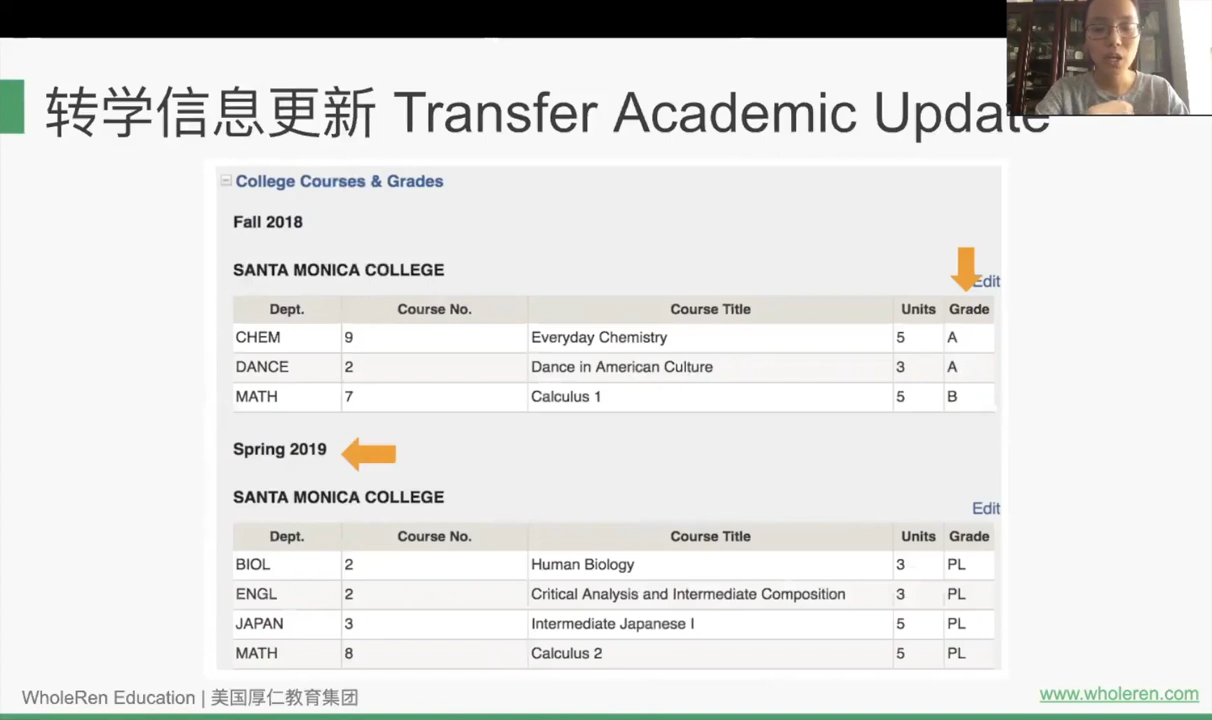 转学信息更新 Transfer Academic Update
College Courses & Grades
Fall 2018
SANTA MONICA COLLEGE
Edit
Dept. Course No. Course Title Units Grade
CHEM 9 Everyday Chemistry 5 A
DANCE 2 Dance in American Culture 3 A
MATH 7 Calculus 1 5 B
Spring 2019
SANTA MONICA COLLEGE
Edit
Dept. Course No. Course Title Units Grade
BIOL 2 Human Biology 3 PL
ENGL 2 Critical Analysis and Intermediate Composition 3 PL
JAPAN 3 Intermediate Japanese I 5 PL
MATH 8 Calculus 2 5 PL
WholeRen Education | 美国厚仁教育集团
www.wholeren.com